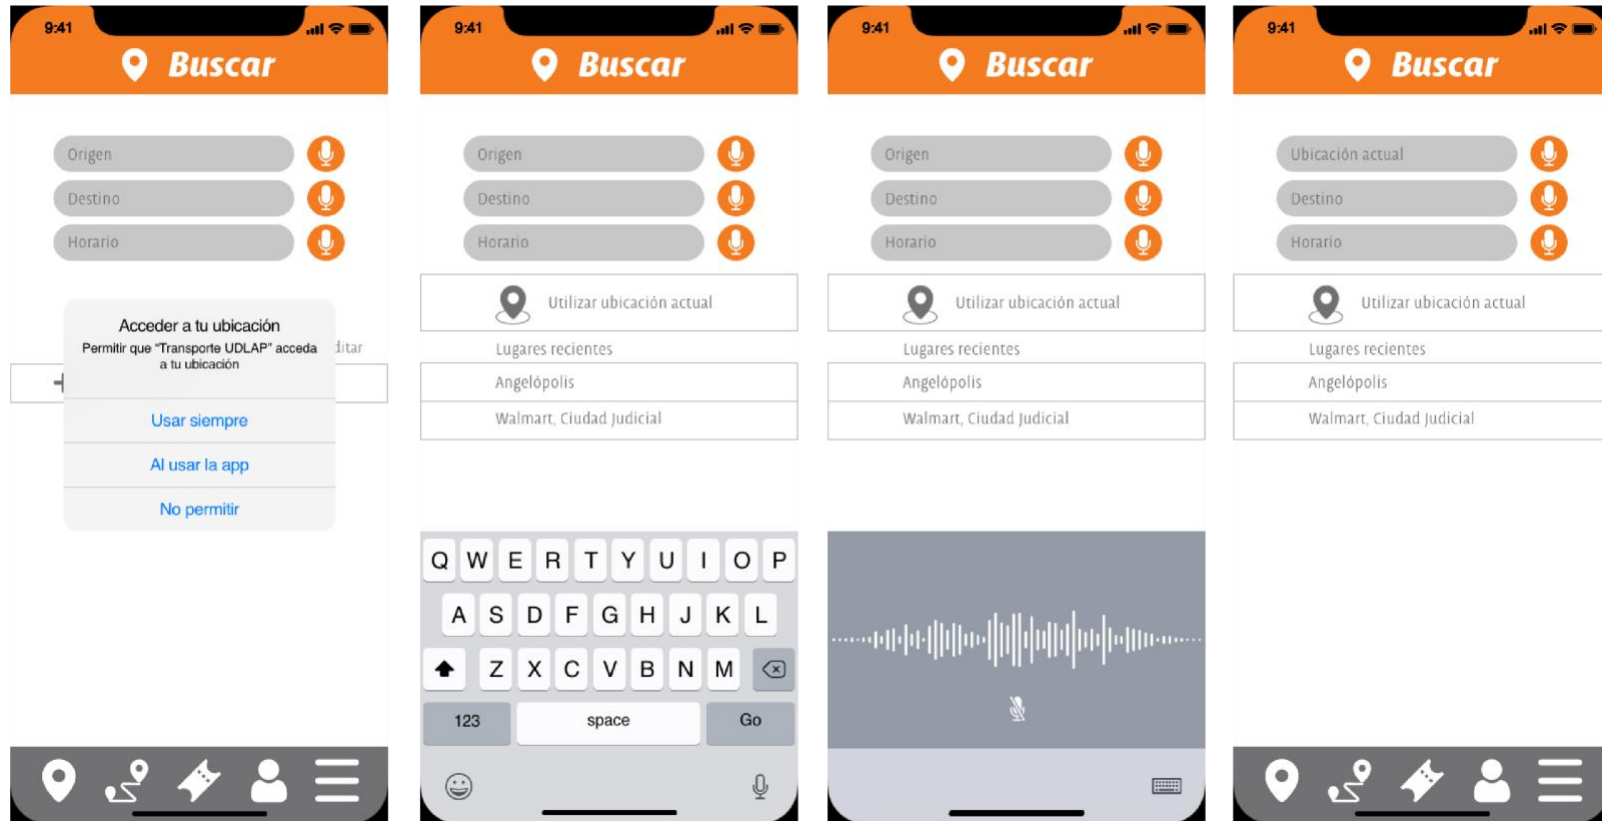 9:41
Buscar
Origen
Destino
Horario
Acceder a tu ubicación
Permitir que “Transporte UDLAP” acceda
a tu ubicación
ditar
Usar siempre
Al usar la app
No permitir
9:41
Buscar
Origen
Destino
Horario
Utilizar ubicación actual
Lugares recientes
Angelópolis
Walmart, Ciudad Judicial
Q W E R T Y U I O P
A S D F G H J K L
Z X C V B N M
123 space Go
9:41
Buscar
Origen
Destino
Horario
Utilizar ubicación actual
Lugares recientes
Angelópolis
Walmart, Ciudad Judicial
9:41
Buscar
Ubicación actual
Destino
Horario
Utilizar ubicación actual
Lugares recientes
Angelópolis
Walmart, Ciudad Judicial